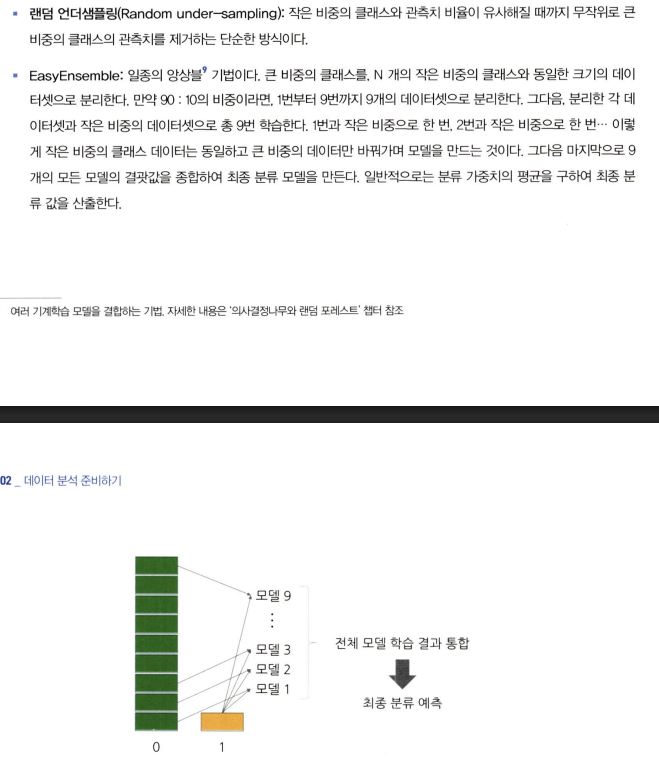 ▪ 랜덤 언더샘플링(Random under-sampling): 작은 비중의 클래스와 관측치 비율이 유사해질 때까지 무작위로 큰
비중의 클래스의 관측치를 제거하는 단순한 방식이다.
▪ EasyEnsemble: 일종의 앙상블9 기법이다. 큰 비중의 클래스를, N 개의 작은 비중의 클래스와 동일한 크기의 데이
터셋으로 분리한다. 만약 90 : 10의 비중이라면, 1번부터 9번까지 9개의 데이터셋으로 분리한다. 그다음, 분리한 각 데
이터셋과 작은 비중의 데이터셋으로 총 9번 학습한다. 1번과 작은 비중으로 한 번, 2번과 작은 비중으로 한 번… 이렇
게 작은 비중의 클래스 데이터는 동일하고 큰 비중의 데이터만 바꿔가며 모델을 만드는 것이다. 그다음 마지막으로 9
개의 모든 모델의 결괏값을 종합하여 최종 분류 모델을 만든다. 일반적으로는 분류 가중치의 평균을 구하여 최종 분
류 값을 산출한다.
여러 기계학습 모델을 결합하는 기법. 자세한 내용은 ‘의사결정나무와 랜덤 포레스트’ 챕터 참조
02 _ 데이터 분석 준비하기
모델 9
⋮
모델 3
모델 2
모델 1
전체 모델 학습 결과 통합
최종 분류 예측
0
1